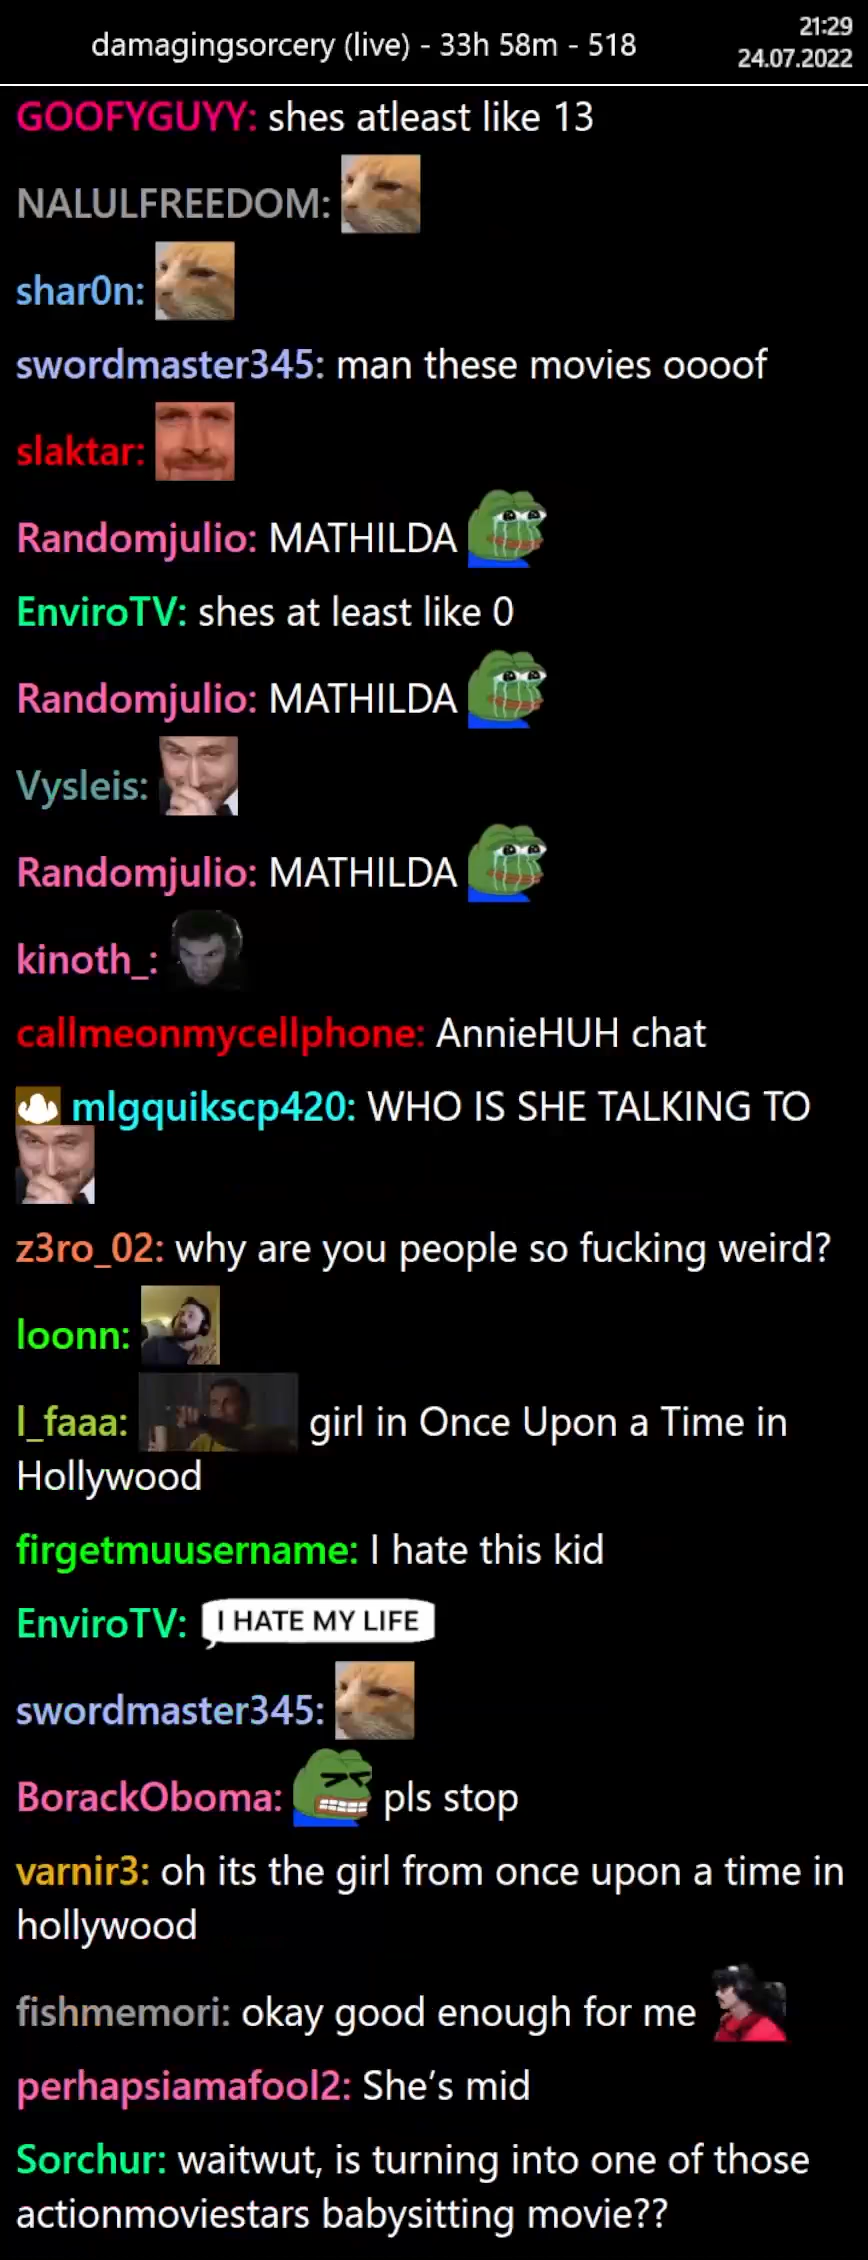 damagingsorcery (live) - 33h 58m - 518
21:29
24.07.2022
GOOFYGUYY: shes atleast like 13
NALULFREEDOM:
shar0n:
swordmaster345: man these movies oooof
slaktar:
Randomjulio: MATHILDA
EnviroTV: shes at least like 0
Randomjulio: MATHILDA
Vysleis:
Randomjulio: MATHILDA
kinoth_:
callmeonmycellphone: AnnieHUH chat
mlgquikscp420: WHO IS SHE TALKING TO
z3ro_02: why are you people so fucking weird?
loonn:
l_faaa: girl in Once Upon a Time in
Hollywood
firgetmuusername: I hate this kid
EnviroTV: I HATE MY LIFE
swordmaster345:
BorackOboma: pls stop
varnir3: oh its the girl from once upon a time in
hollywood
fishmemori: okay good enough for me
perhapsiamafool2: She's mid
Sorchur: waitwut, is turning into one of those
actionmoviestars babysitting movie??